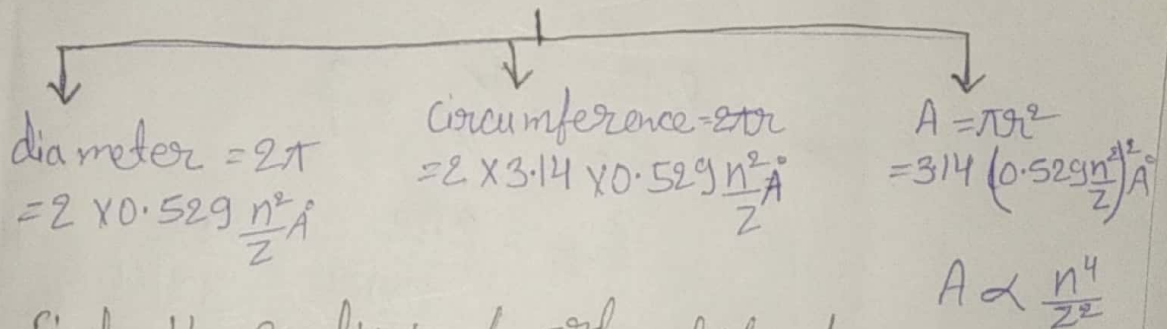 diameter = 2r
= 2 × 0.529 n²/Z Å
Circumference = 2πr
= 2 × 3.14 × 0.529 n²/Z Å
A = πr²
= 3.14 (0.529 n²/Z)² Å
A ∝ n⁴/Z²